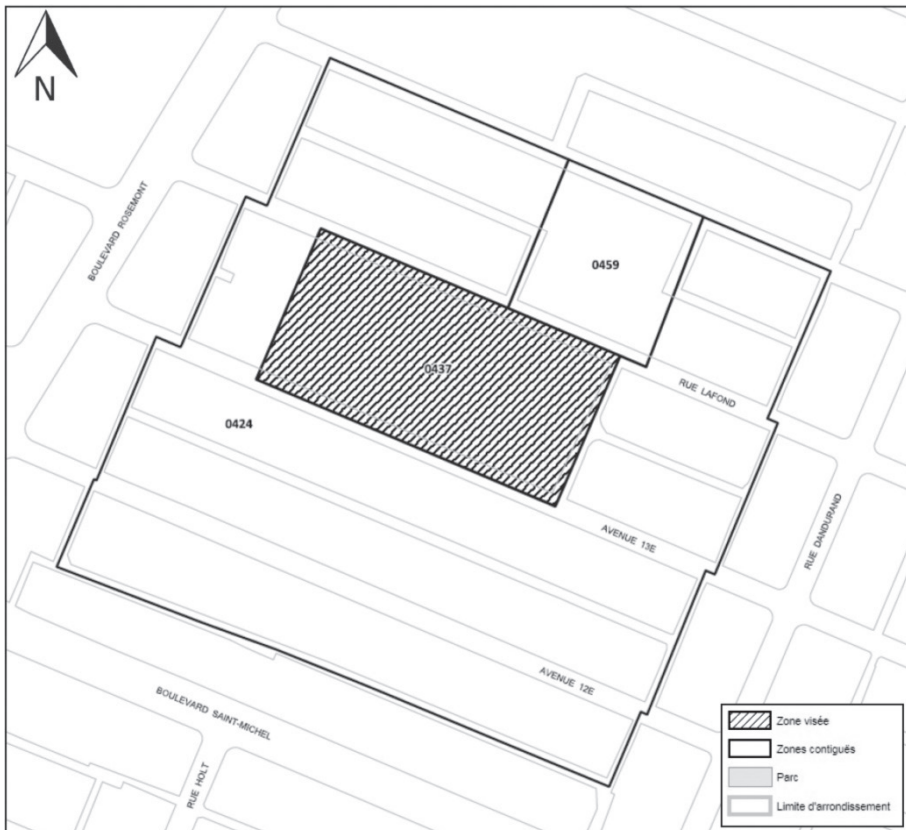 N
BOULEVARD ROSEMONT
0459
0437
RUE LAFOND
0424
RUE DANDURAND
AVENUE 13E
AVENUE 12E
BOULEVARD SAINT-MICHEL
RUE HOLT
Zone visée
Zones contiguës
Parc
Limite d'arrondissement